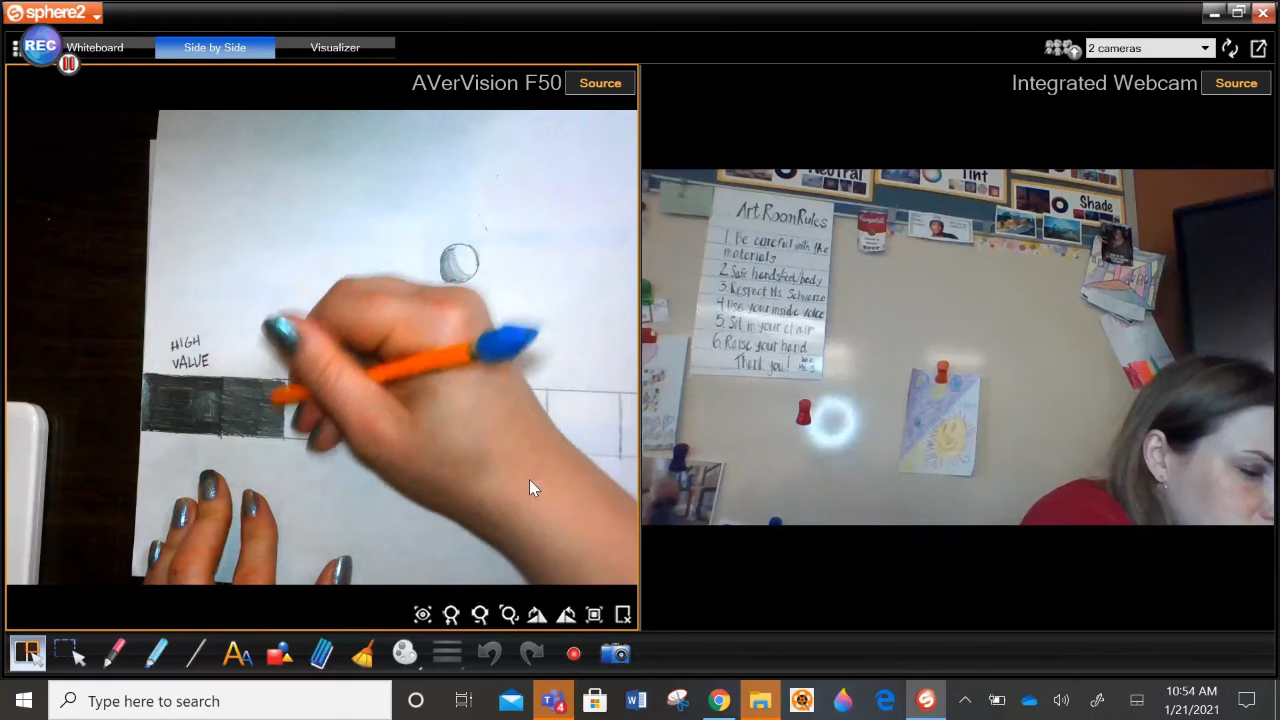 sphere2
REC
Whiteboard
Side by Side
Visualizer
2 cameras
AVerVision F50
Source
Integrated Webcam
Source
HIGH
VALUE
Neutral
Tint
Shade
Campbell's
Art Room Rules
1. Be careful with the
materials
2. Safe hands/feet/body
3. Respect Ms Schwarze
4. Use your inside voice
5. Sit in your chair
6. Raise your hand
Thank you!
Type here to search
4
10:54 AM
1/21/2021